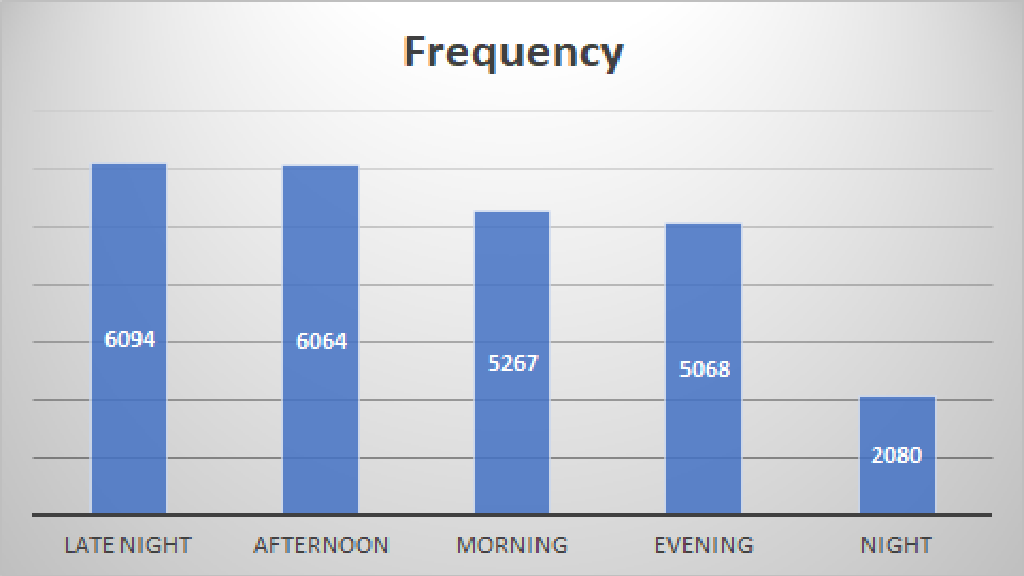 Frequency
6094
6064
5267
5068
2080
LATE NIGHT
AFTERNOON
MORNING
EVENING
NIGHT